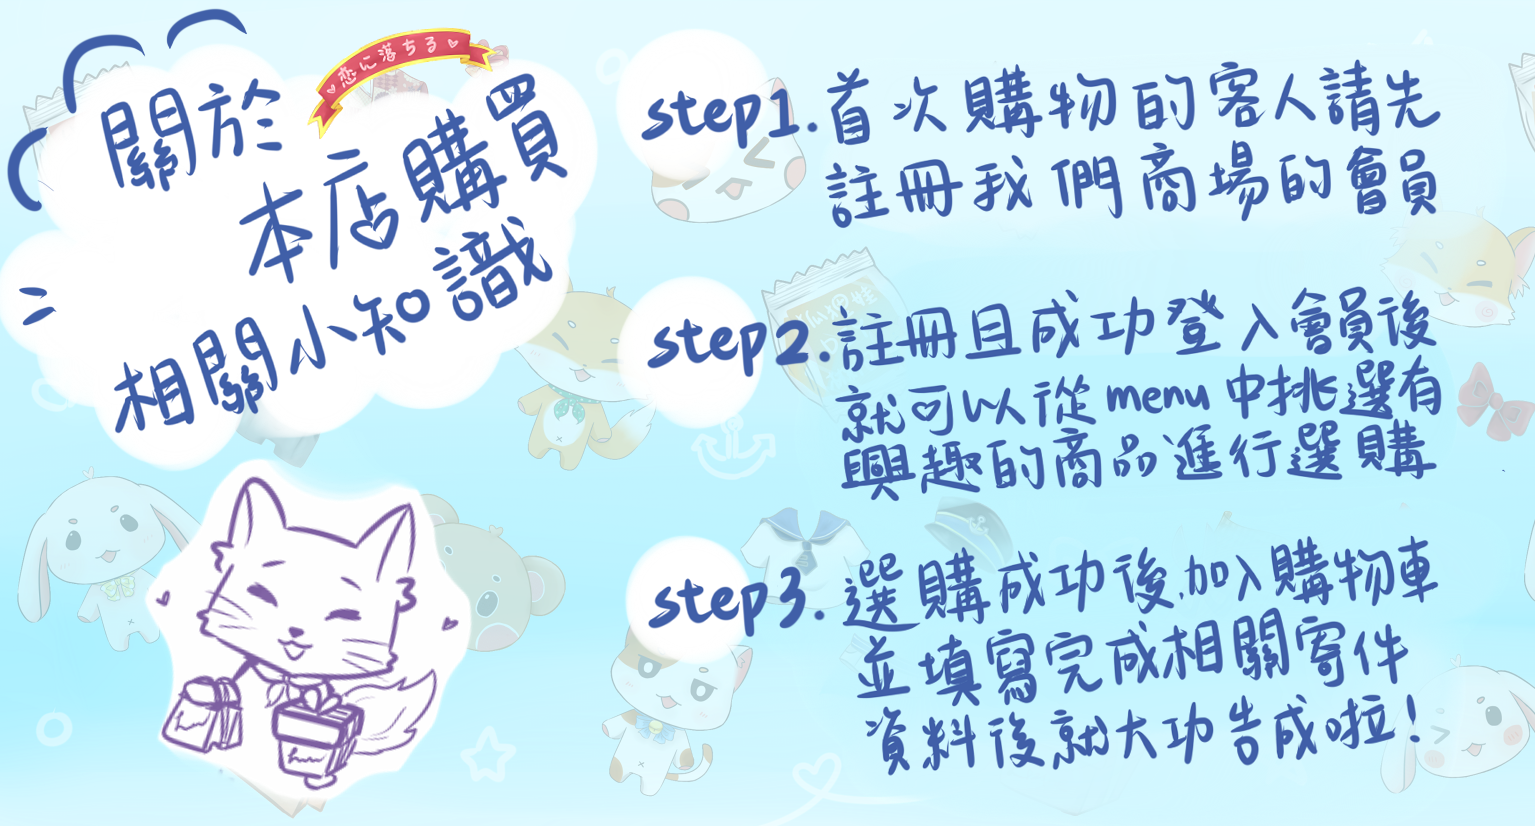 關於
恋に落ちる
本店購買
相關小知識
step1.首次購物的客人請先
註冊我們商場的會員
step2.註冊且成功登入會員後
就可以從menu中挑選有
興趣的商品進行選購
step3.選購成功後,加入購物車
並填寫完成相關寄件
資料後就大功告成啦!